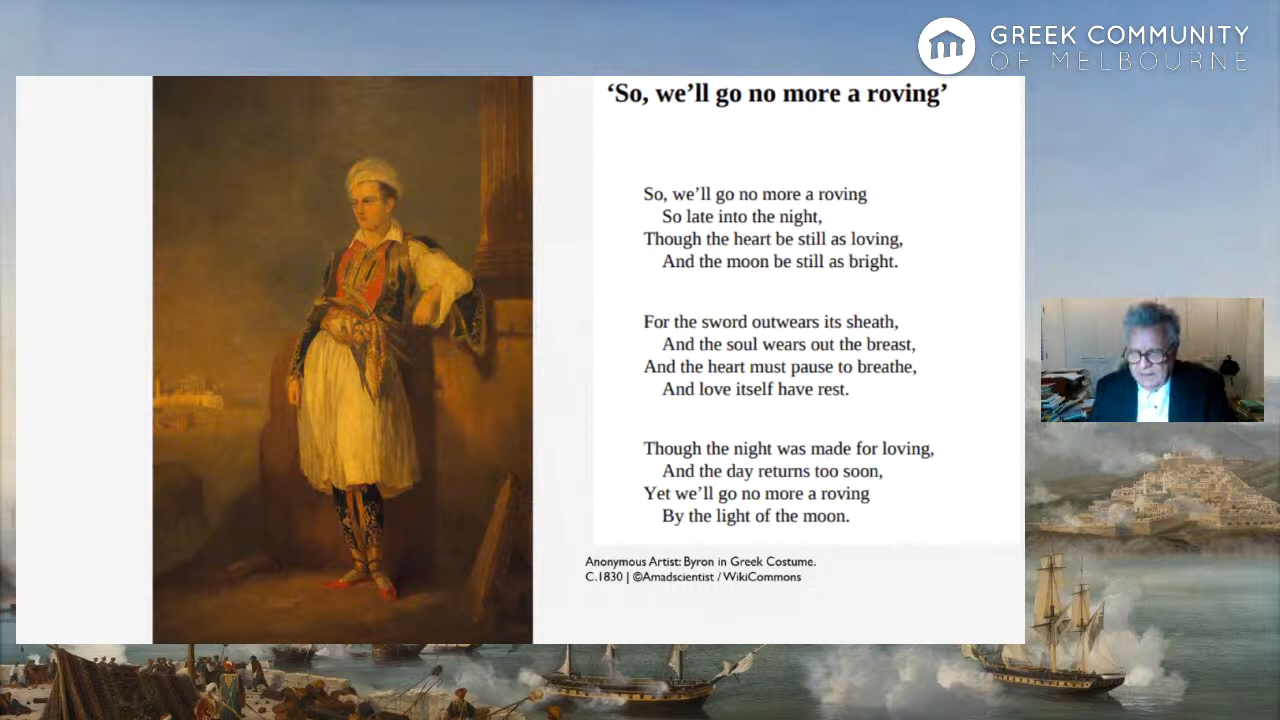 GREEK COMMUNITY
OF MELBOURNE
‘So, we’ll go no more a roving’
So, we’ll go no more a roving
So late into the night,
Though the heart be still as loving,
And the moon be still as bright.
For the sword outwears its sheath,
And the soul wears out the breast,
And the heart must pause to breathe,
And love itself have rest.
Though the night was made for loving,
And the day returns too soon,
Yet we’ll go no more a roving
By the light of the moon.
Anonymous Artist: Byron in Greek Costume.
C.1830 | ©Amadscientist / WikiCommons